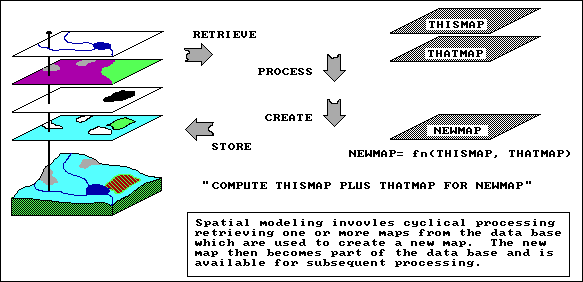 RETRIEVE
THISMAP
THATMAP
PROCESS
CREATE
STORE
NEWMAP
NEWMAP= fn(THISMAP, THATMAP)
"COMPUTE THISMAP PLUS THATMAP FOR NEWMAP"
Spatial modeling invovles cyclical processing
retrieving one or more maps from the data base
which are used to create a new map. The new
map then becomes part of the data base and is
available for subsequent processing.